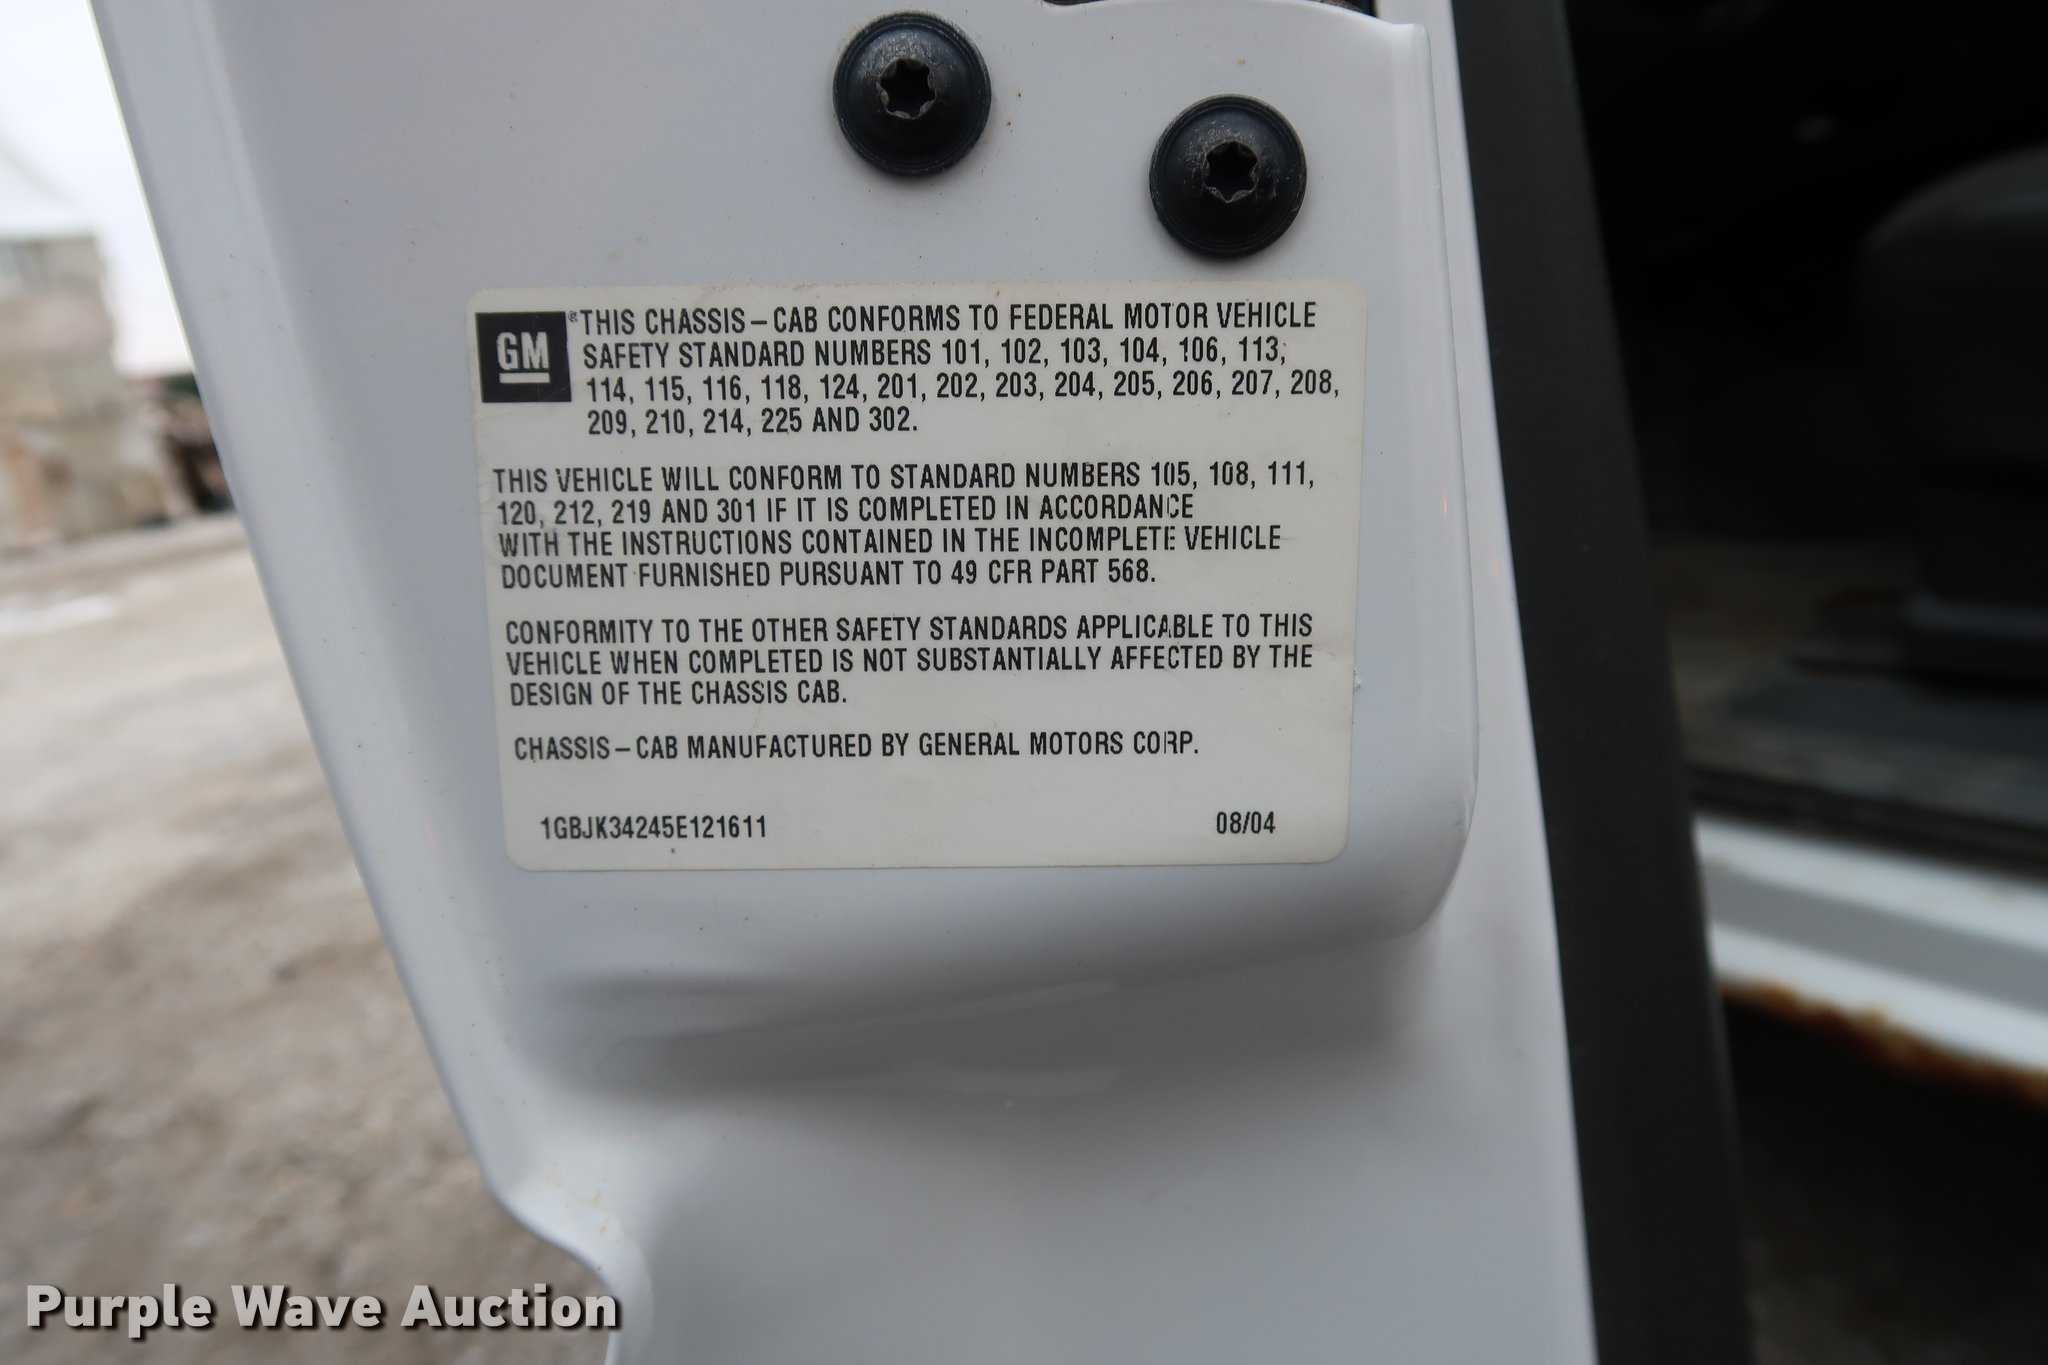 GM
®THIS CHASSIS–CAB CONFORMS TO FEDERAL MOTOR VEHICLE
SAFETY STANDARD NUMBERS 101, 102, 103, 104, 106, 113,
114, 115, 116, 118, 124, 201, 202, 203, 204, 205, 206, 207, 208,
209, 210, 214, 225 AND 302.
THIS VEHICLE WILL CONFORM TO STANDARD NUMBERS 105, 108, 111,
120, 212, 219 AND 301 IF IT IS COMPLETED IN ACCORDANCE
WITH THE INSTRUCTIONS CONTAINED IN THE INCOMPLETE VEHICLE
DOCUMENT FURNISHED PURSUANT TO 49 CFR PART 568.
CONFORMITY TO THE OTHER SAFETY STANDARDS APPLICABLE TO THIS
VEHICLE WHEN COMPLETED IS NOT SUBSTANTIALLY AFFECTED BY THE
DESIGN OF THE CHASSIS CAB.
CHASSIS–CAB MANUFACTURED BY GENERAL MOTORS CORP.
1GBJK34245E121611 08/04
Purple Wave Auction